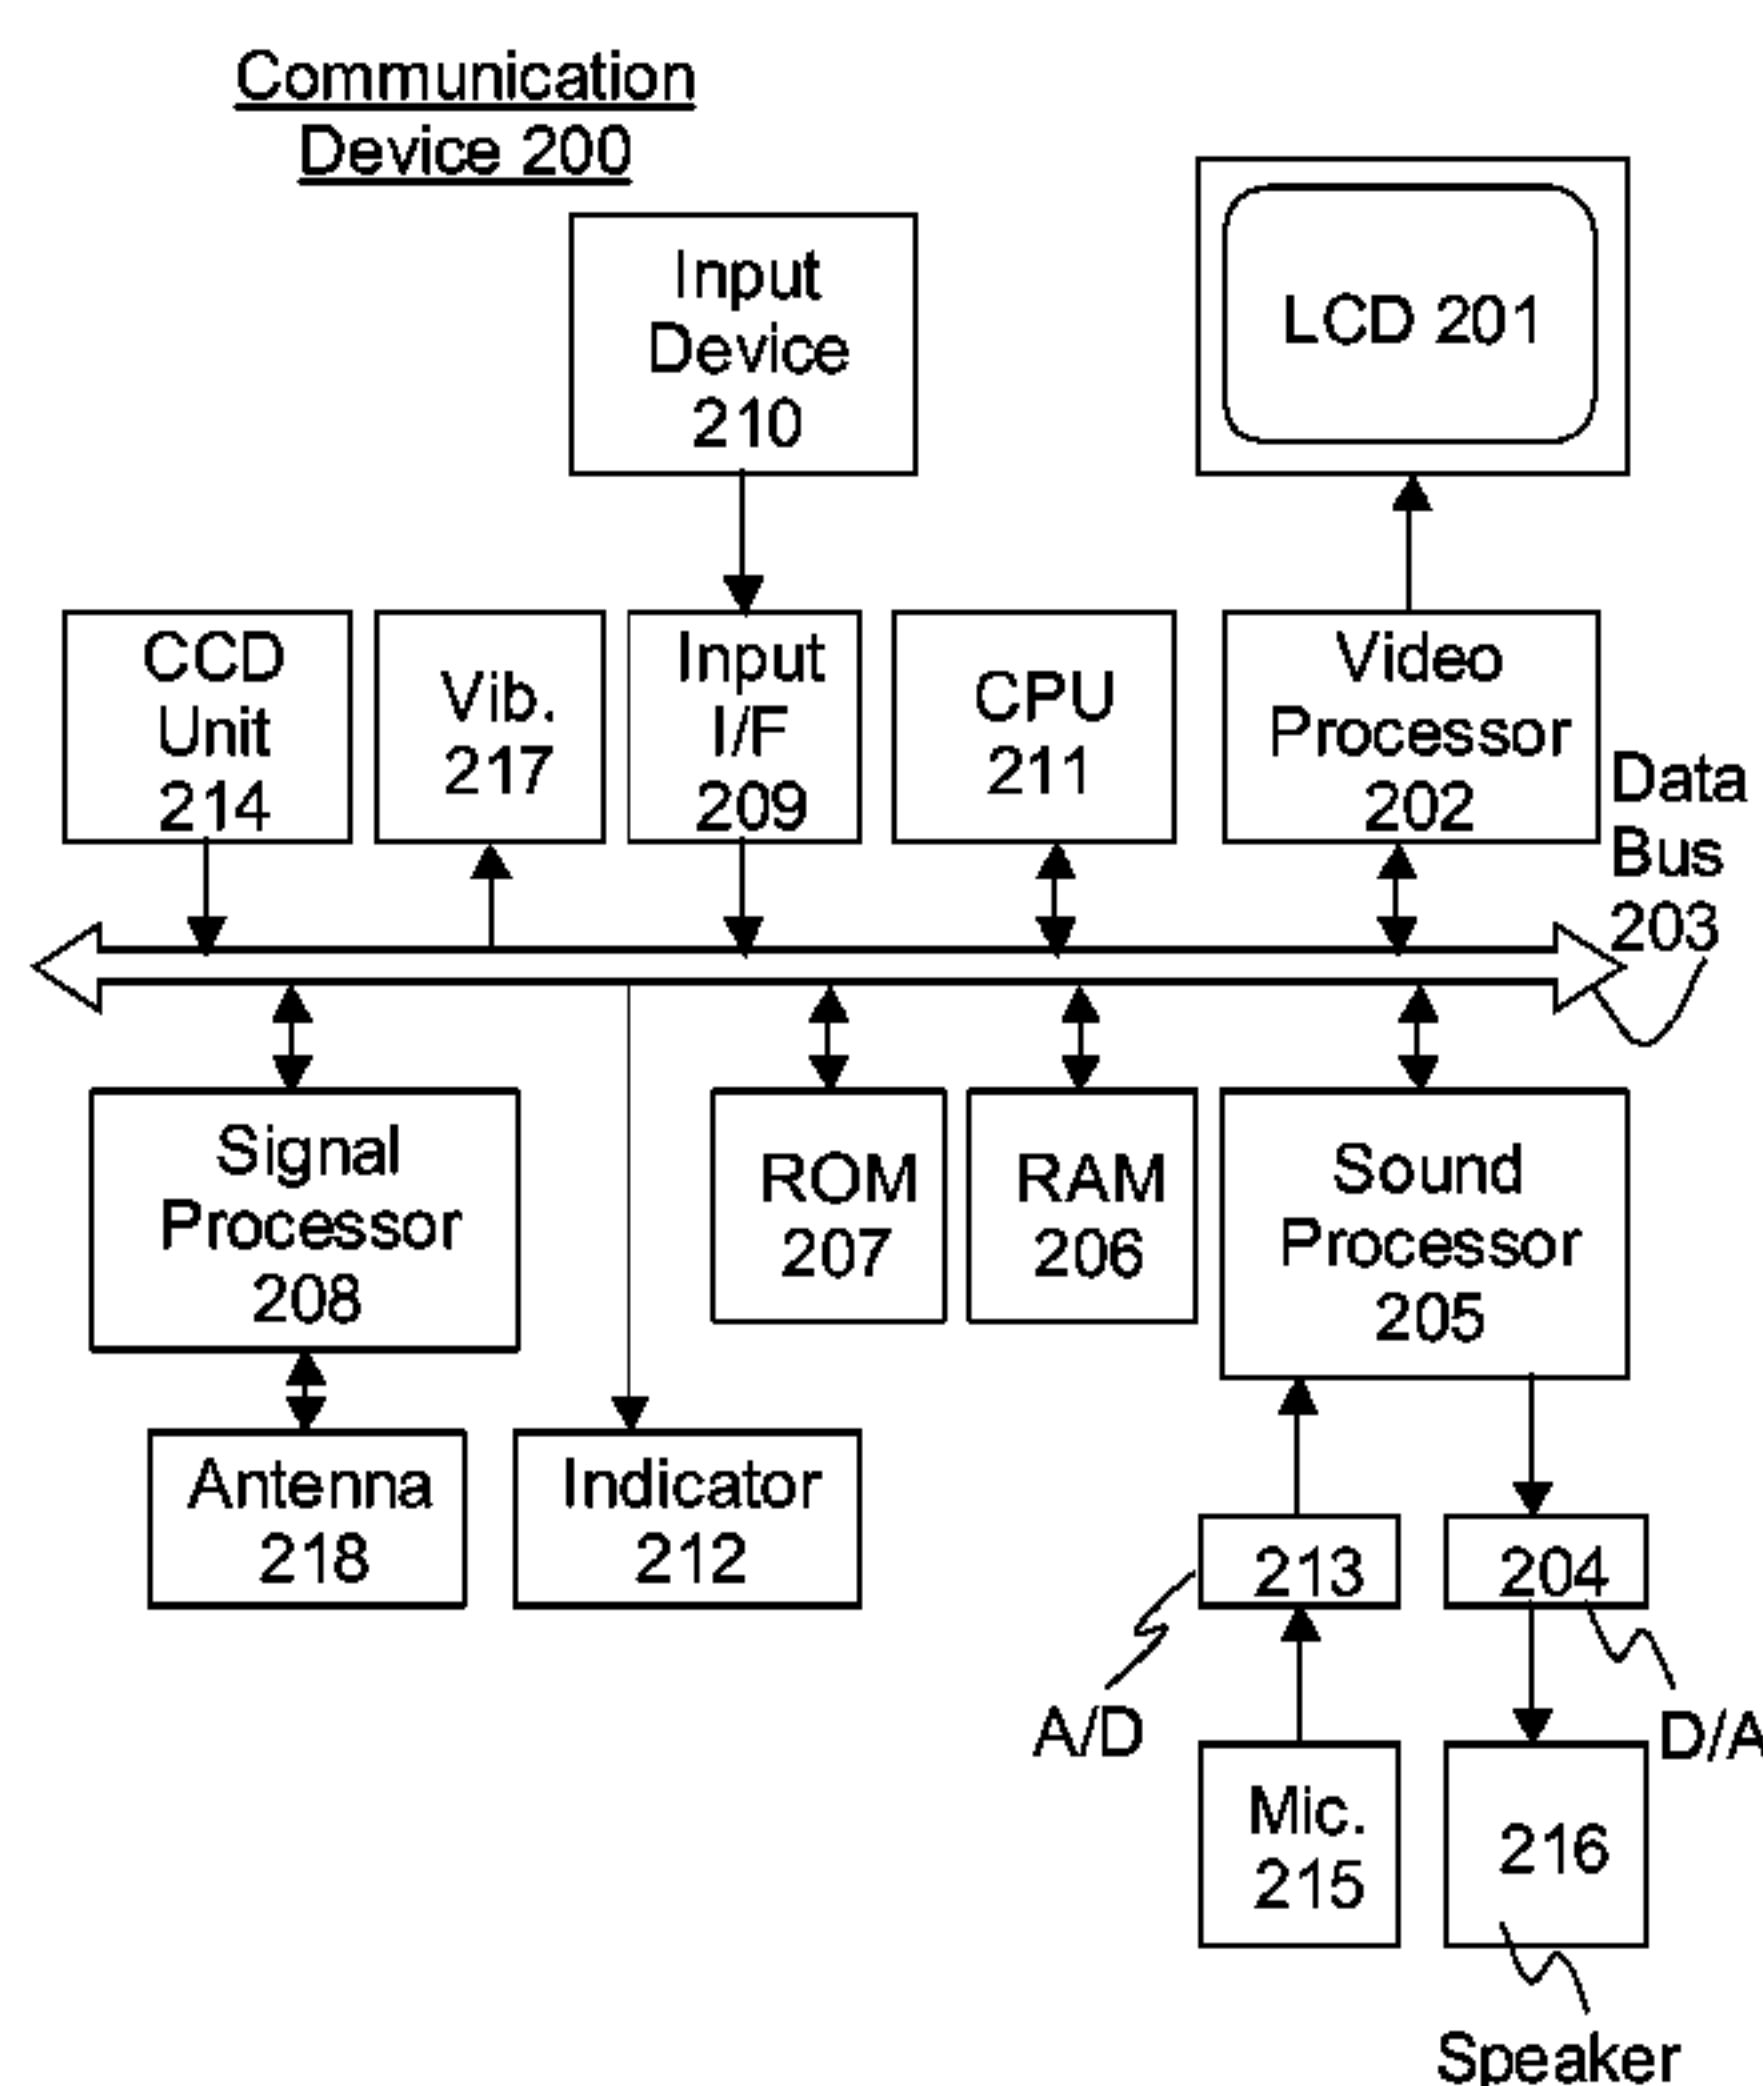 Communication
Device 200
Input
Device
210
LCD 201
CCD
Unit
214
Vib.
217
Input
I/F
209
CPU
211
Video
Processor
202
Data
Bus
203
Signal
Processor
208
ROM
207
RAM
206
Sound
Processor
205
Antenna
218
Indicator
212
213
204
A/D
D/A
Mic.
215
216
Speaker